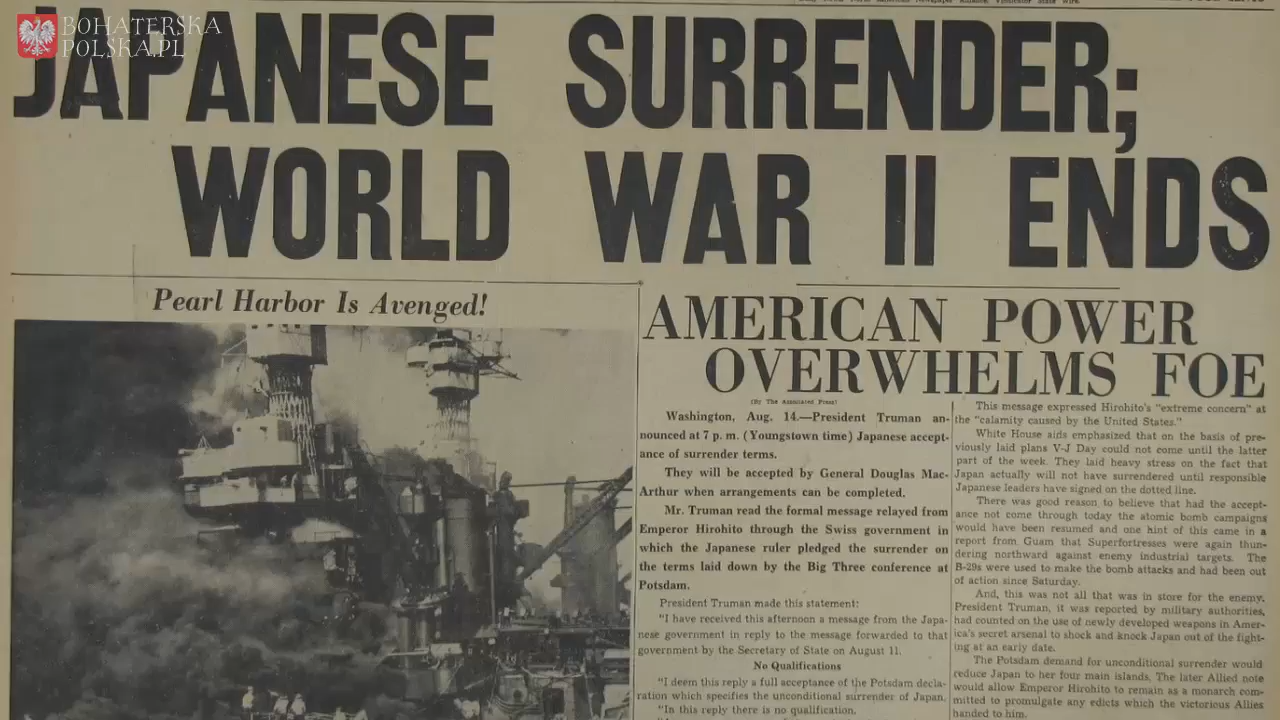 BOHATERSKA
POLSKA.PL
JAPANESE SURRENDER;
WORLD WAR II ENDS
Pearl Harbor Is Avenged!
AMERICAN POWER
OVERWHELMS FOE
(By The Associated Press)
Washington, Aug. 14.—President Truman an-
nounced at 7 p. m. (Youngstown time) Japanese accept-
ance of surrender terms.
They will be accepted by General Douglas Mac-
Arthur when arrangements can be completed.
Mr. Truman read the formal message relayed from
Emperor Hirohito through the Swiss government in
which the Japanese ruler pledged the surrender on
the terms laid down by the Big Three conference at
Potsdam.
President Truman made this statement:
"I have received this afternoon a message from the Japa-
nese government in reply to the message forwarded to that
government by the Secretary of State on August 11.
No Qualifications
"I deem this reply a full acceptance of the Potsdam decla-
ration which specifies the unconditional surrender of Japan.
"In this reply there is no qualification.
This message expressed Hirohito's "extreme concern" at
the "calamity caused by the United States."
White House aids emphasized that on the basis of pre-
viously laid plans V-J Day could not come until the latter
part of the week. They laid heavy stress on the fact that
Japan actually will not have surrendered until responsible
Japanese leaders have signed on the dotted line.
There was good reason to believe that had the accept-
ance not come through today the atomic bomb campaigns
would have been resumed and one hint of this came in a
report from Guam that Superfortresses were again thun-
dering northward against enemy industrial targets. The
B-29s were used to make the bomb attacks and had been out
of action since Saturday.
And, this was not all that was in store for the enemy.
President Truman, it was reported by military authorities,
had counted on the use of newly developed weapons in Amer-
ica's secret arsenal to shock and knock Japan out of the fight-
ing at an early date.
The Potsdam demand for unconditional surrender would
reduce Japan to her four main islands. The later Allied note
would allow Emperor Hirohito to remain as a monarch com-
mitted to promulgate any edicts which the victorious Allies
handed to him.